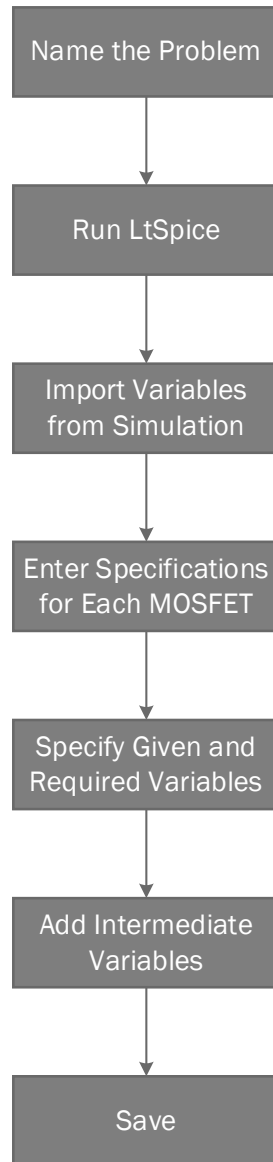 Name the Problem
Run LtSpice
Import Variables
from Simulation
Enter Specifications
for Each MOSFET
Specify Given and
Required Variables
Add Intermediate
Variables
Save